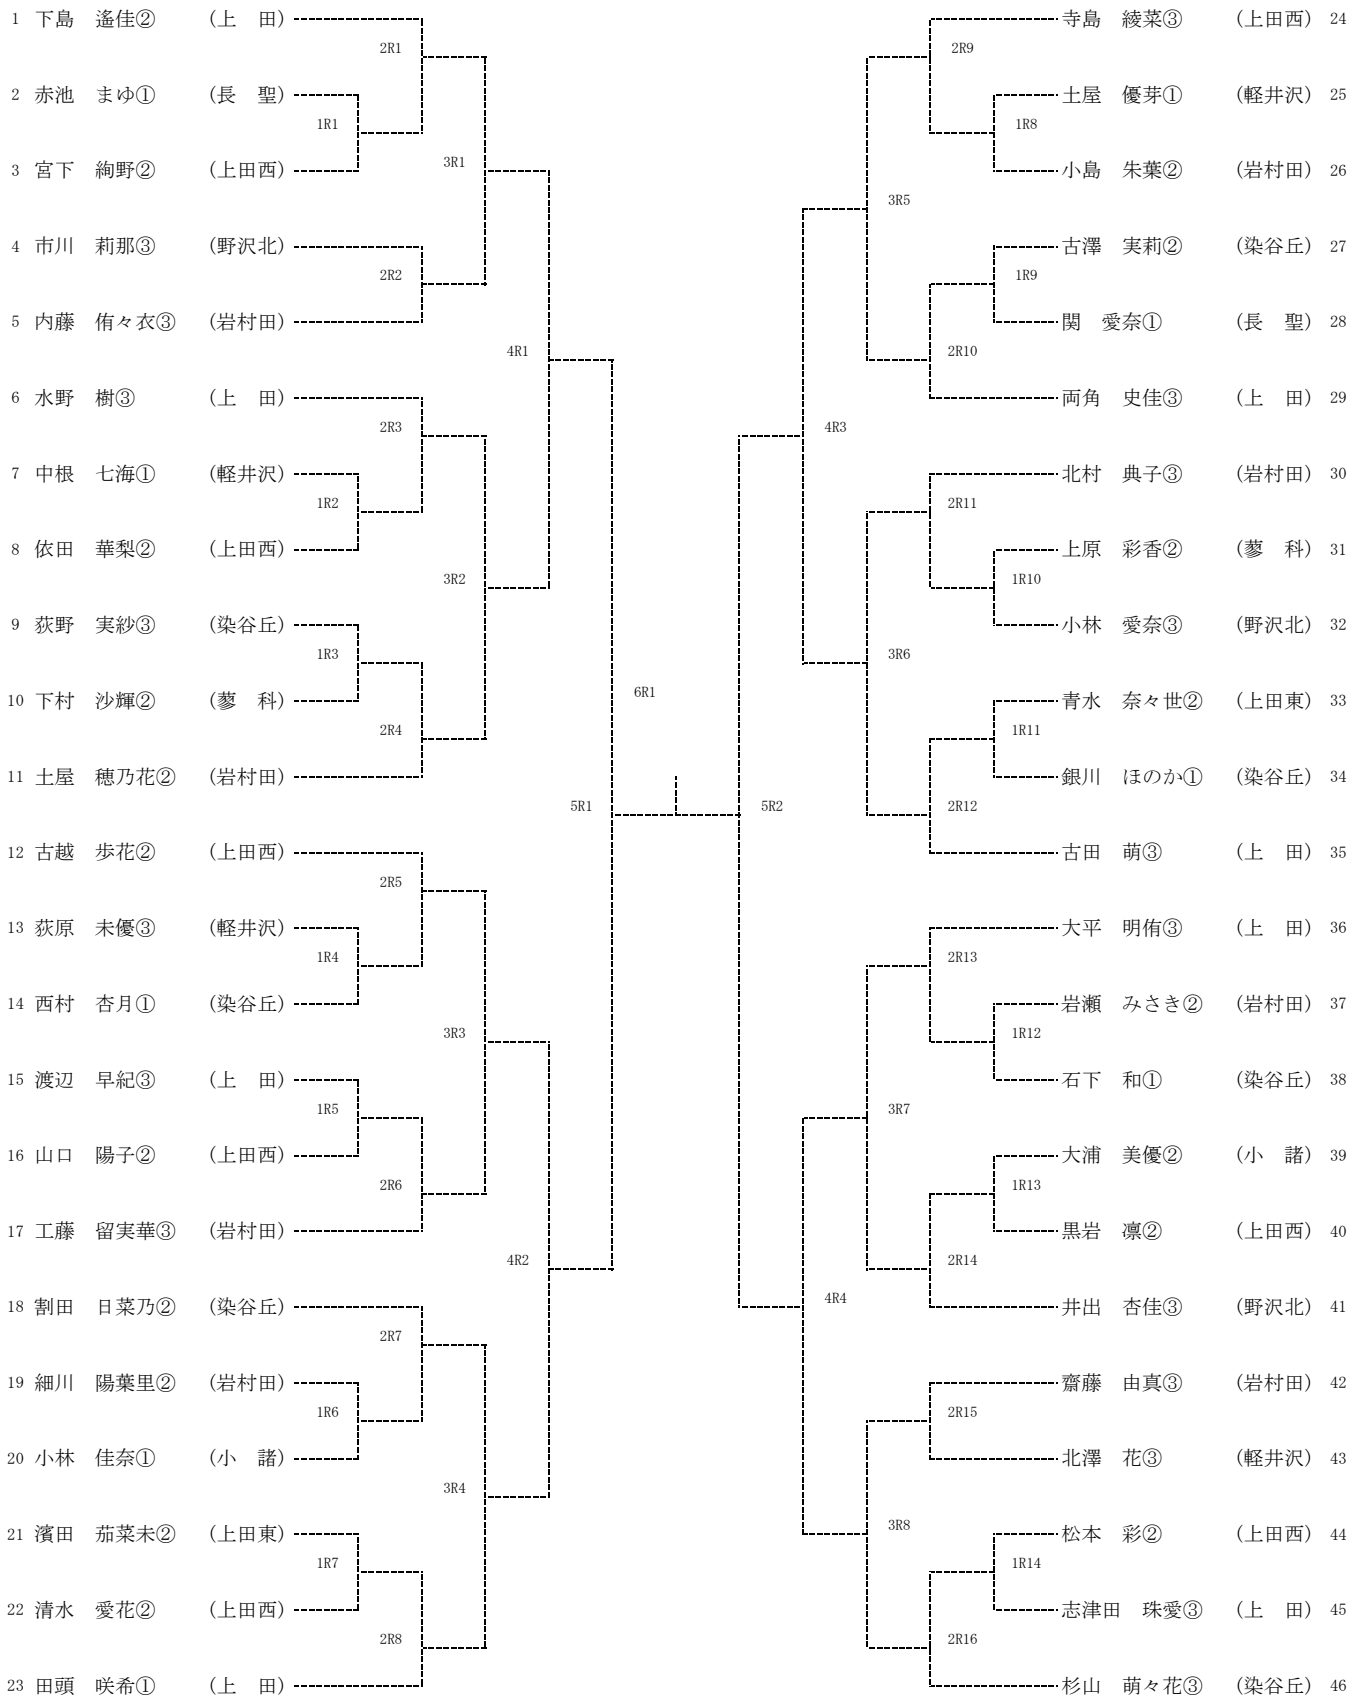 1 下島　遙佳② (上　田)
2R1
2 赤池　まゆ① (長　聖)
1R1
3R1
3 宮下　絢野② (上田西)
4 市川　莉那③ (野沢北)
2R2
5 内藤　侑々衣③ (岩村田)
4R1
6 水野　樹③ (上　田)
2R3
7 中根　七海① (軽井沢)
1R2
8 依田　華梨② (上田西)
3R2
9 荻野　実紗③ (染谷丘)
1R3
10 下村　沙輝② (蓼　科)
2R4
11 土屋　穂乃花② (岩村田)
5R1
12 古越　歩花② (上田西)
2R5
13 荻原　未優③ (軽井沢)
1R4
14 西村　杏月① (染谷丘)
3R3
15 渡辺　早紀③ (上　田)
1R5
16 山口　陽子② (上田西)
2R6
17 工藤　留実華③ (岩村田)
4R2
18 割田　日菜乃② (染谷丘)
2R7
19 細川　陽葉里② (岩村田)
1R6
20 小林　佳奈① (小　諸)
3R4
21 濱田　茄菜未② (上田東)
1R7
22 清水　愛花② (上田西)
2R8
23 田頭　咲希① (上　田)
6R1
寺島　綾菜③ (上田西) 24
2R9
土屋　優芽① (軽井沢) 25
1R8
小島　朱葉② (岩村田) 26
3R5
古澤　実莉② (染谷丘) 27
1R9
関　愛奈① (長　聖) 28
2R10
両角　史佳③ (上　田) 29
4R3
北村　典子③ (岩村田) 30
2R11
上原　彩香② (蓼　科) 31
1R10
小林　愛奈③ (野沢北) 32
3R6
青水　奈々世② (上田東) 33
1R11
銀川　ほのか① (染谷丘) 34
5R2
2R12
古田　萌③ (上　田) 35
大平　明侑③ (上　田) 36
2R13
岩瀬　みさき② (岩村田) 37
1R12
石下　和① (染谷丘) 38
3R7
大浦　美優② (小　諸) 39
1R13
黒岩　凛② (上田西) 40
2R14
井出　杏佳③ (野沢北) 41
4R4
齋藤　由真③ (岩村田) 42
2R15
北澤　花③ (軽井沢) 43
3R8
松本　彩② (上田西) 44
1R14
志津田　珠愛③ (上　田) 45
2R16
杉山　萌々花③ (染谷丘) 46